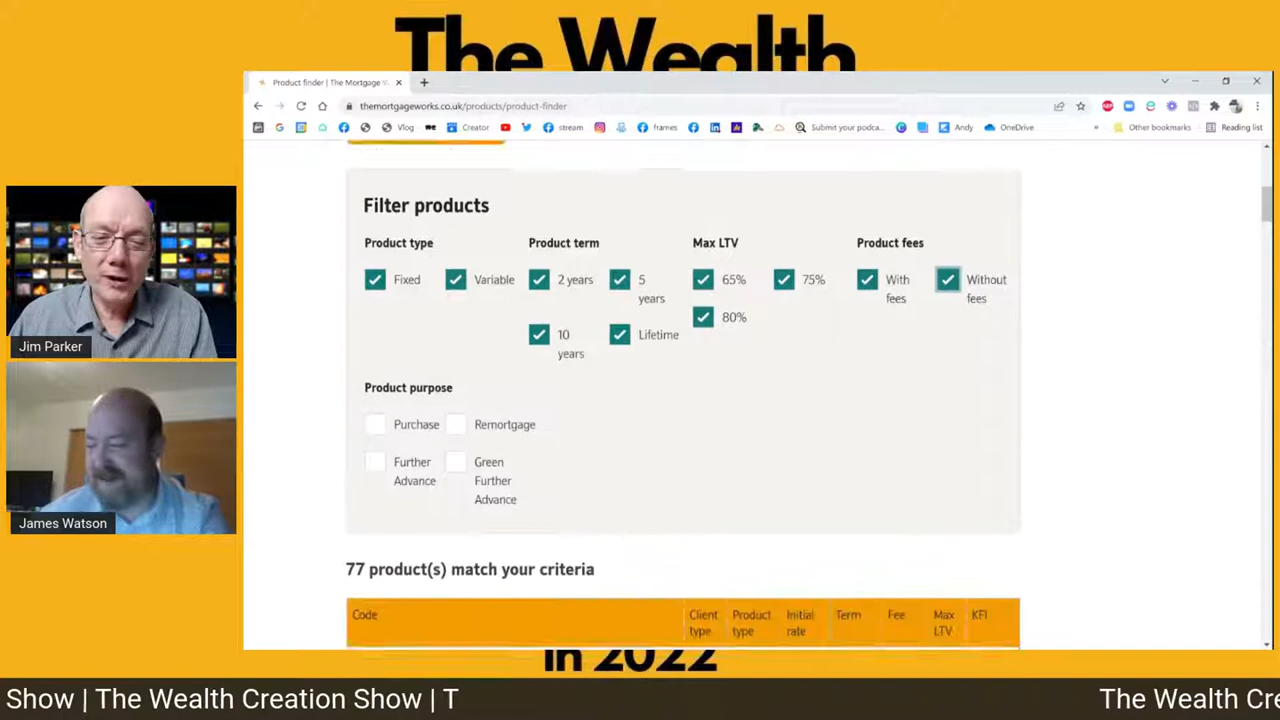 The Wealth
Product finder | The Mortgage
themortgageworks.co.uk/products/product-finder
Vlog
Creator
stream
frames
Submit your podca...
Andy
OneDrive
Other bookmarks
Reading list
Filter products
Product type
Product term
Max LTV
Product fees
Fixed
Variable
2 years
5 years
65%
75%
With fees
Without fees
10 years
Lifetime
80%
Product purpose
Purchase
Remortgage
Further Advance
Green Further Advance
77 product(s) match your criteria
Code
Client type
Product type
Initial rate
Term
Fee
Max LTV
KFI
Jim Parker
James Watson
in 2022
Show | The Wealth Creation Show | T
The Wealth Cre